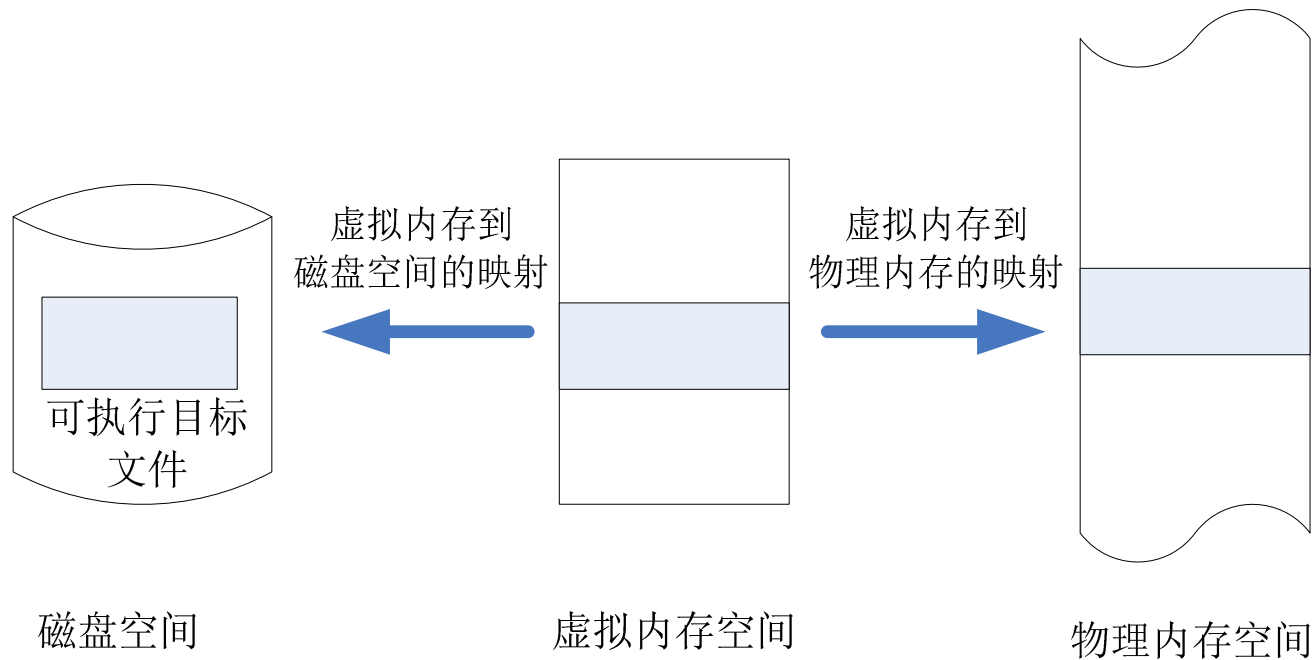 虚拟内存到
磁盘空间的映射
虚拟内存到
物理内存的映射
可执行目标
文件
磁盘空间
虚拟内存空间
物理内存空间